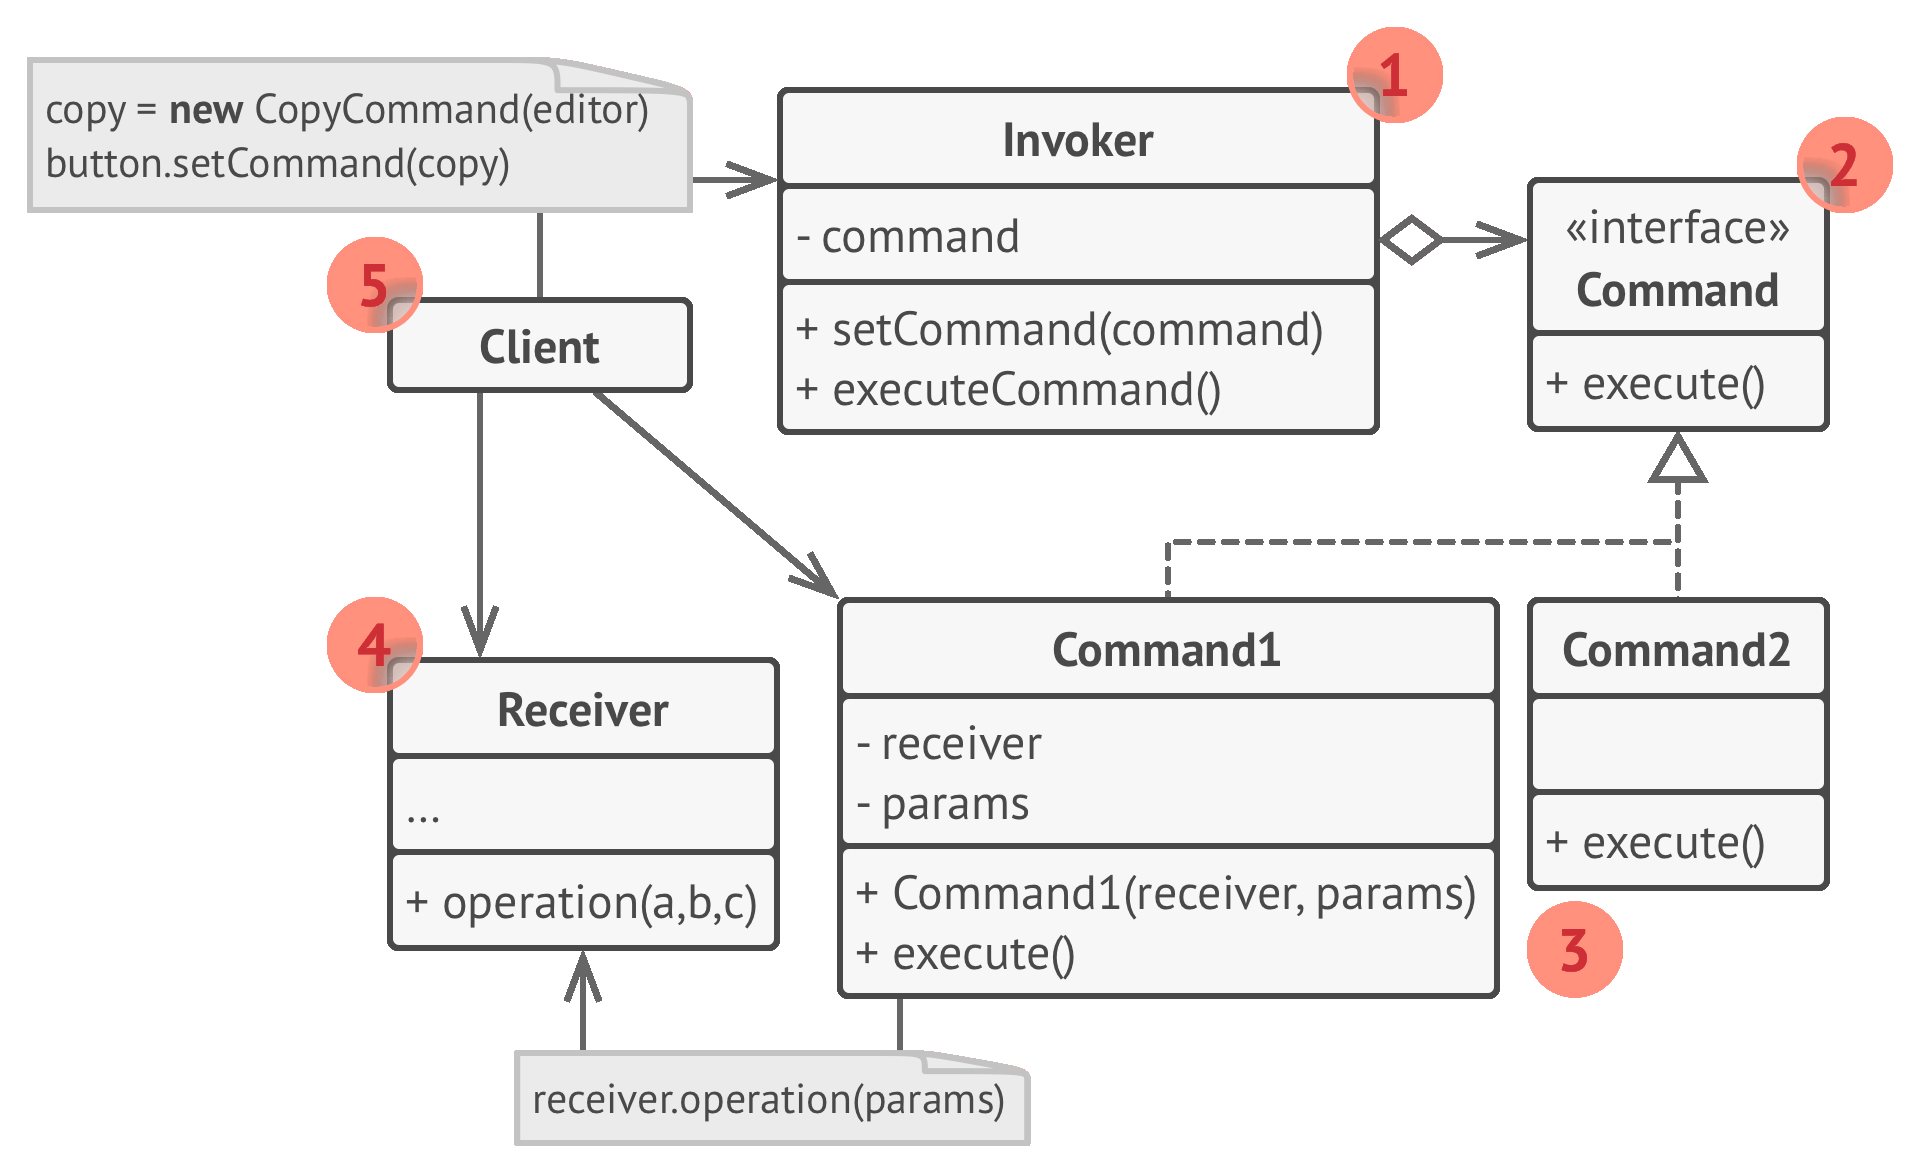 copy = new CopyCommand(editor)
button.setCommand(copy)
1
Invoker
- command
+ setCommand(command)
+ executeCommand()
2
«interface»
Command
+ execute()
5
Client
4
Receiver
...
+ operation(a,b,c)
Command1
- receiver
- params
+ Command1(receiver, params)
+ execute()
Command2
+ execute()
3
receiver.operation(params)